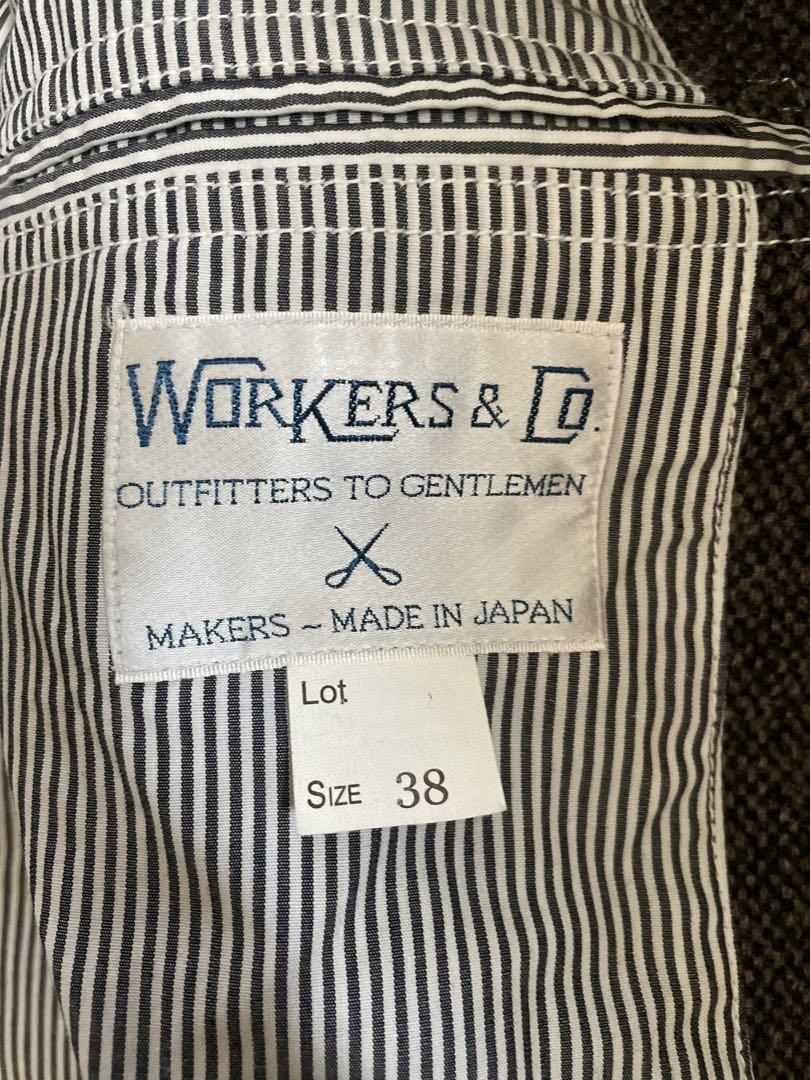 WORKERS & Co.
OUTFITTERS TO GENTLEMEN
MAKERS ~ MADE IN JAPAN
Lot
SIZE 38